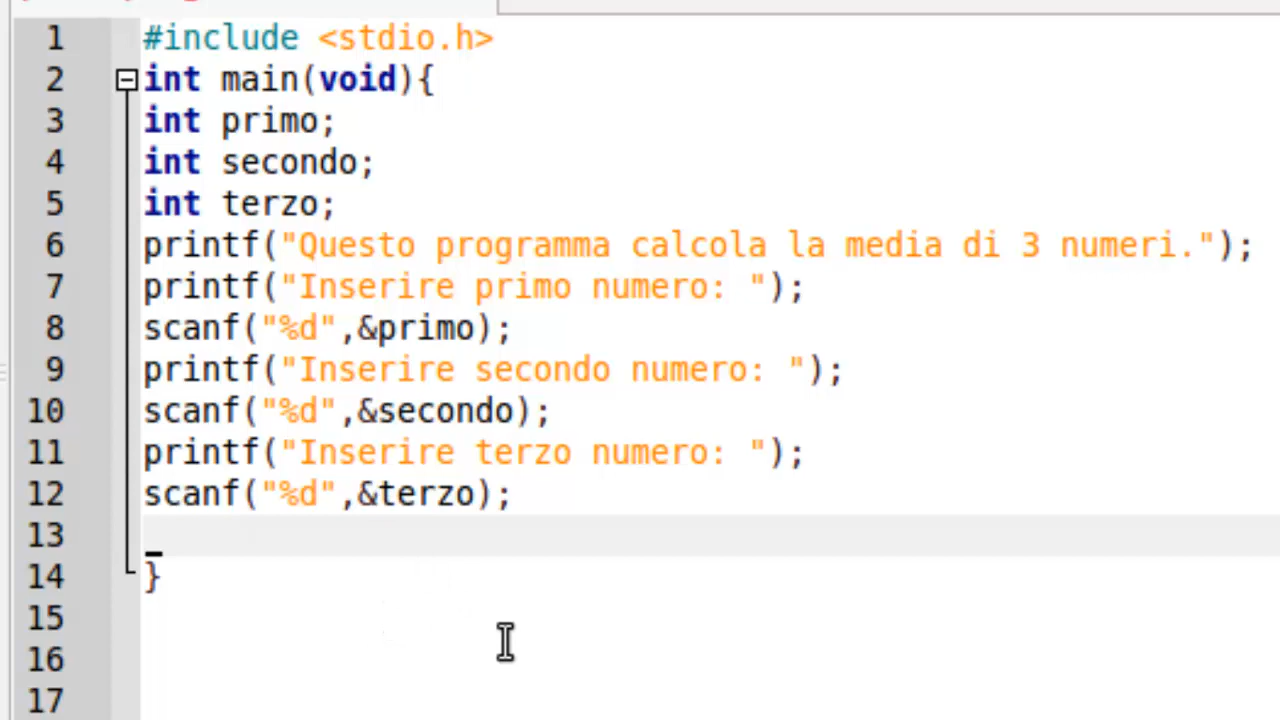 1 #include <stdio.h>
2 int main(void){
3 int primo;
4 int secondo;
5 int terzo;
6 printf("Questo programma calcola la media di 3 numeri.");
7 printf("Inserire primo numero: ");
8 scanf("%d",&primo);
9 printf("Inserire secondo numero: ");
10 scanf("%d",&secondo);
11 printf("Inserire terzo numero: ");
12 scanf("%d",&terzo);
13
14 }
15
16
17